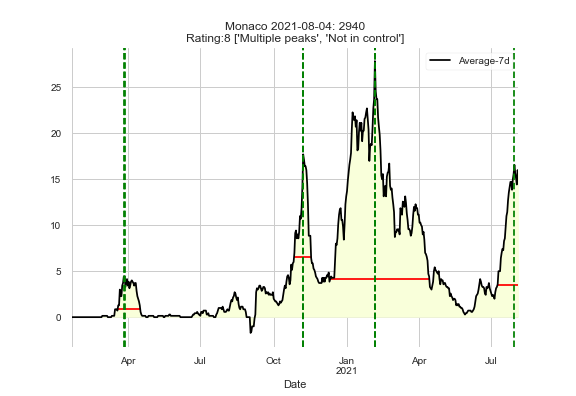 Monaco 2021-08-04: 2940
Rating:8 ['Multiple peaks', 'Not in control']
Average-7d
25
20
15
10
5
0
Apr Jul Oct Jan Apr Jul
2021
Date